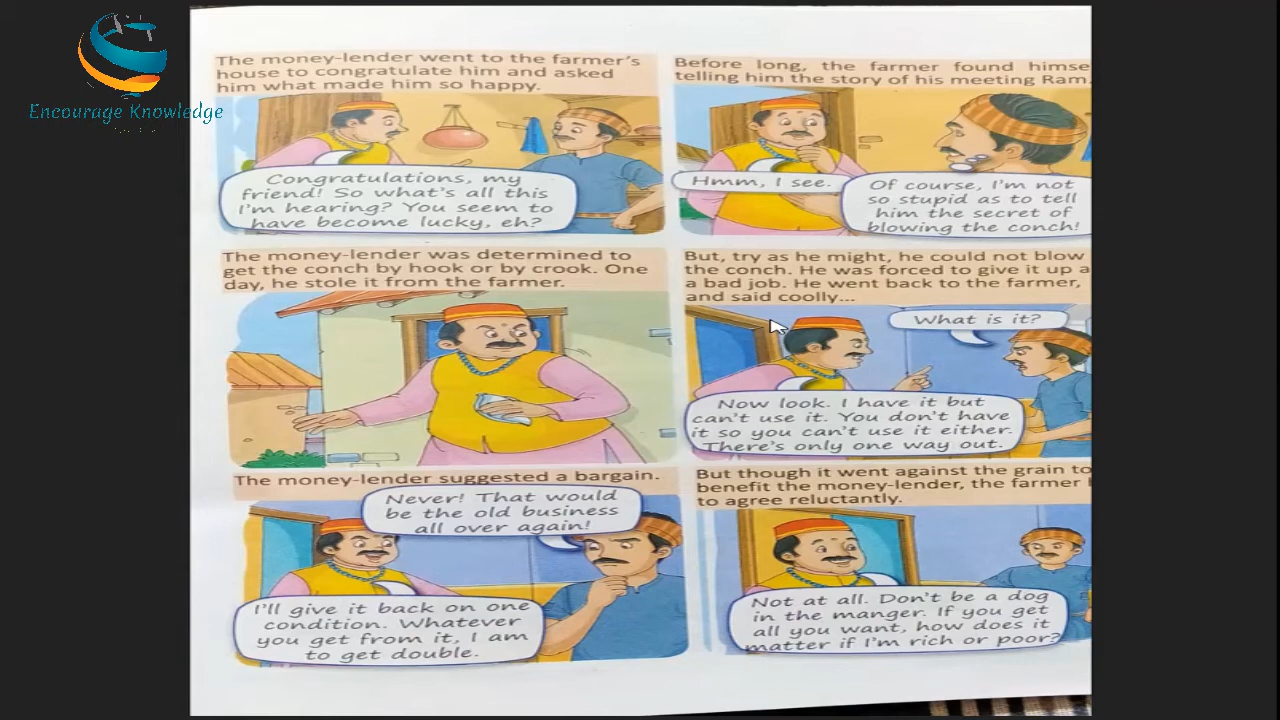 Encourage Knowledge
The money-lender went to the farmer's
house to congratulate him and asked
him what made him so happy.
Congratulations, my
friend! So what's all this
I'm hearing? You seem to
have become lucky, eh?
Before long, the farmer found himse
telling him the story of his meeting Ram.
Hmm, I see.
Of course, I'm not
so stupid as to tell
him the secret of
blowing the conch!
The money-lender was determined to
get the conch by hook or by crook. One
day, he stole it from the farmer.
But, try as he might, he could not blow
the conch. He was forced to give it up a
a bad job. He went back to the farmer,
and said coolly...
What is it?
Now look. I have it but
can't use it. You don't have
it so you can't use it either.
There's only one way out.
The money-lender suggested a bargain.
Never! That would
be the old business
all over again!
I'll give it back on one
condition. Whatever
you get from it, I am
to get double.
But though it went against the grain to
benefit the money-lender, the farmer
to agree reluctantly.
Not at all. Don't be a dog
in the manger. If you get
all you want, how does it
matter if I'm rich or poor?